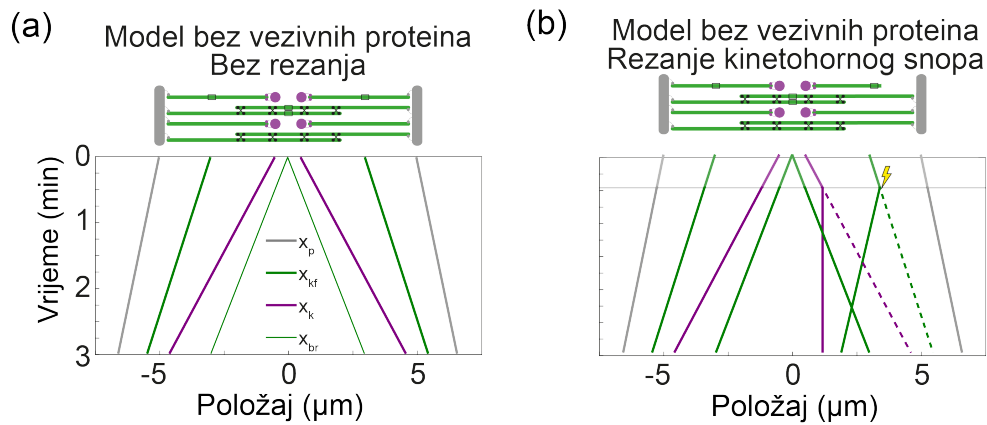 (a)
Model bez vezivnih proteina
Bez rezanja
Vrijeme (min)
0
1
2
3
x_p
x_kf
x_k
x_br
-5
0
5
Položaj (µm)
(b)
Model bez vezivnih proteina
Rezanje kinetohornog snopa
-5
0
5
Položaj (µm)